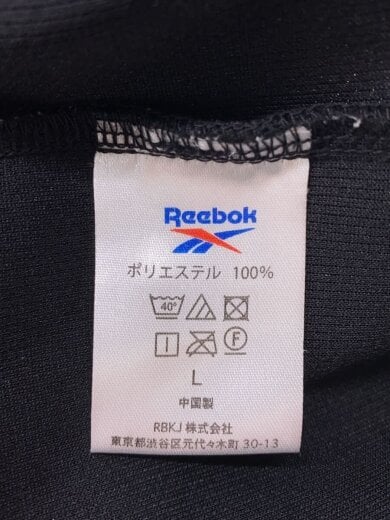 Reebok
ポリエステル 100%
40°
F
L
中国製
RBKJ 株式会社
東京都渋谷区元代々木町 30-13